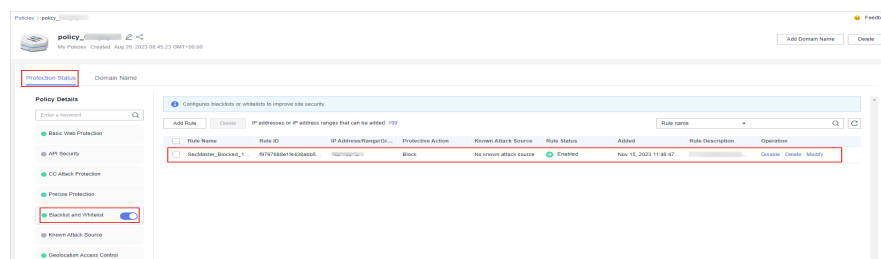 Policies / policy_
Feedb
policy_
My Policies Created Aug 28, 2023 08:45:23 GMT+08:00
Add Domain Name
Delete
Protection Status
Domain Name
Policy Details
Enter a keyword.
Basic Web Protection
API Security
CC Attack Protection
Precise Protection
Blacklist and Whitelist
Known Attack Source
Geolocation Access Control
Configures blacklists or whitelists to improve site security.
Add Rule
Delete
IP addresses or IP address ranges that can be added: 199
Rule name
Rule Name Rule ID IP Address/Range/Gr... Protective Action Known Attack Source Rule Status Added Rule Description Operation
SecMaster_Blocked_1... Block No known attack source Enabled Nov 15, 2023 11:46:47... Disable Delete Modify